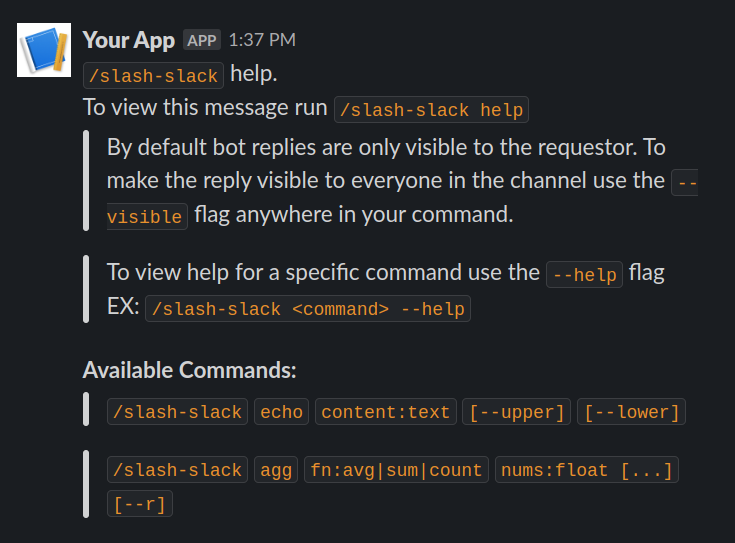 Your App APP 1:37 PM
/slash-slack help.
To view this message run /slash-slack help
By default bot replies are only visible to the requestor. To
make the reply visible to everyone in the channel use the --
visible flag anywhere in your command.
To view help for a specific command use the --help flag
EX: /slash-slack <command> --help
Available Commands:
/slash-slack echo content:text [--upper] [--lower]
/slash-slack agg fn:avg|sum|count nums:float [...]
[--r]